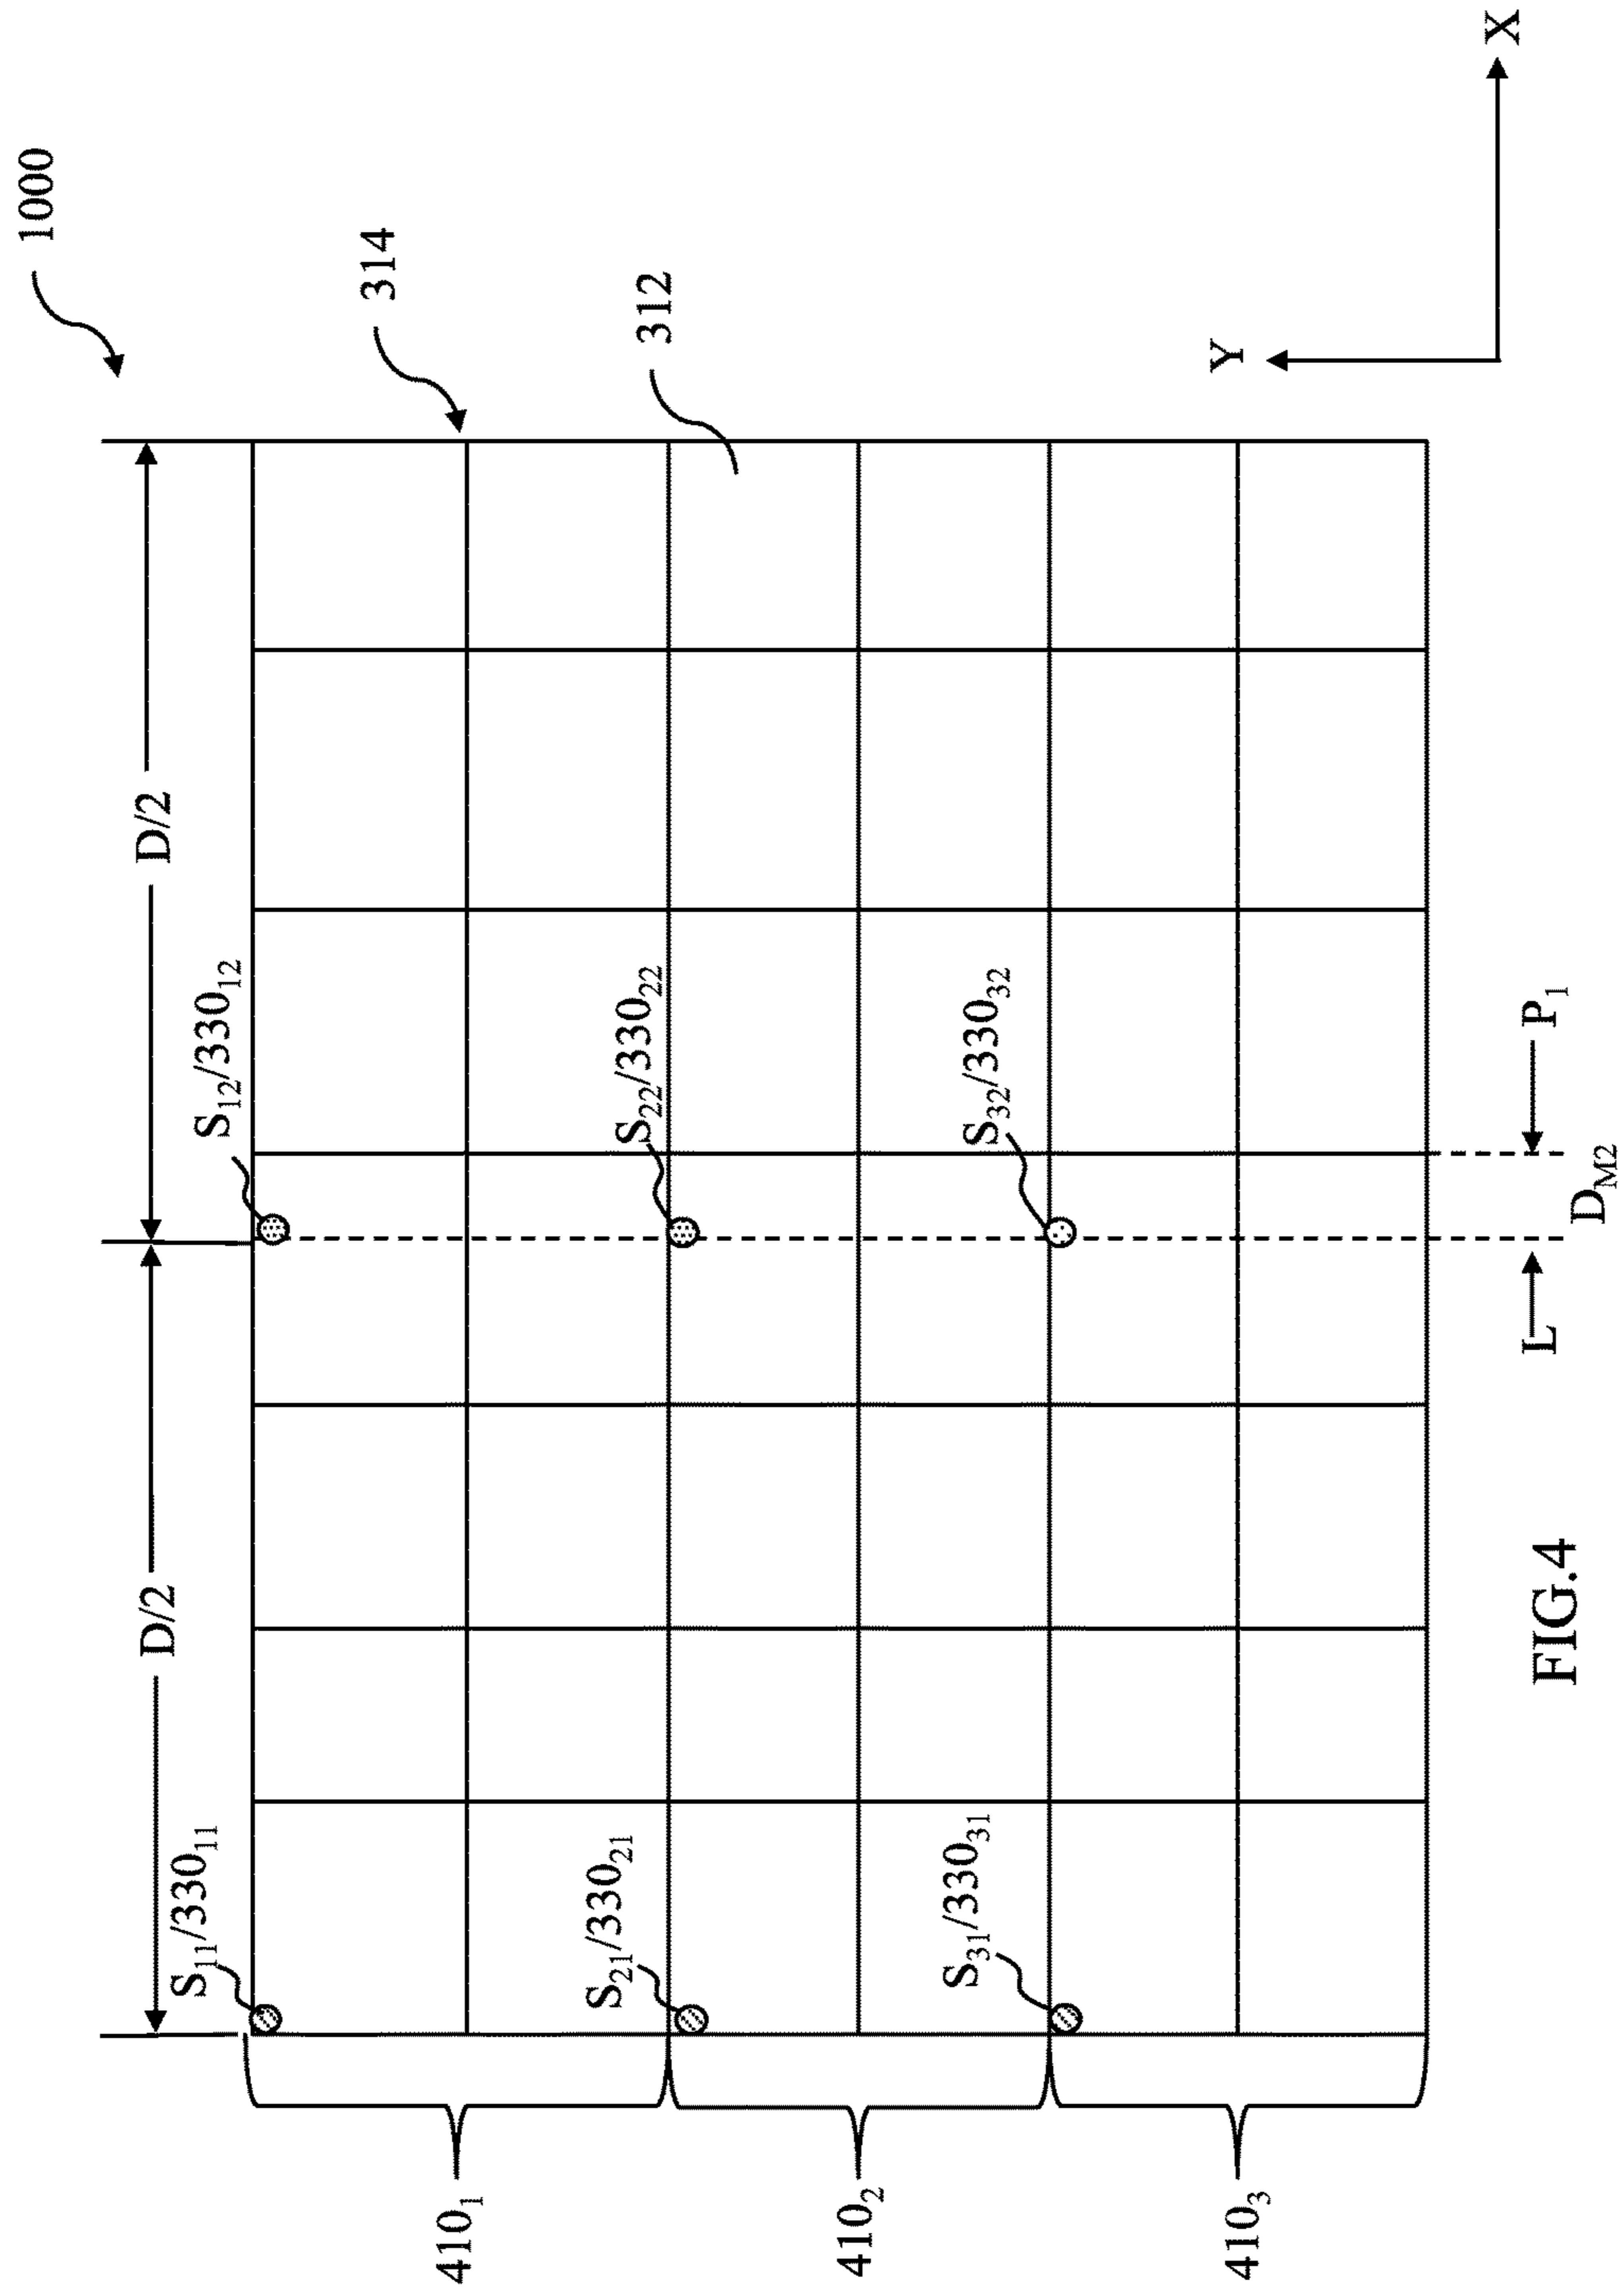 1000
D/2 D/2
314
S₁₁/330₁₁ S₁₂/330₁₂
410₁
312
S₂₁/330₂₁ S₂₂/330₂₂
410₂
S₃₁/330₃₁ S₃₂/330₃₂
410₃
Y
X
L P₁
D_M2
FIG.4